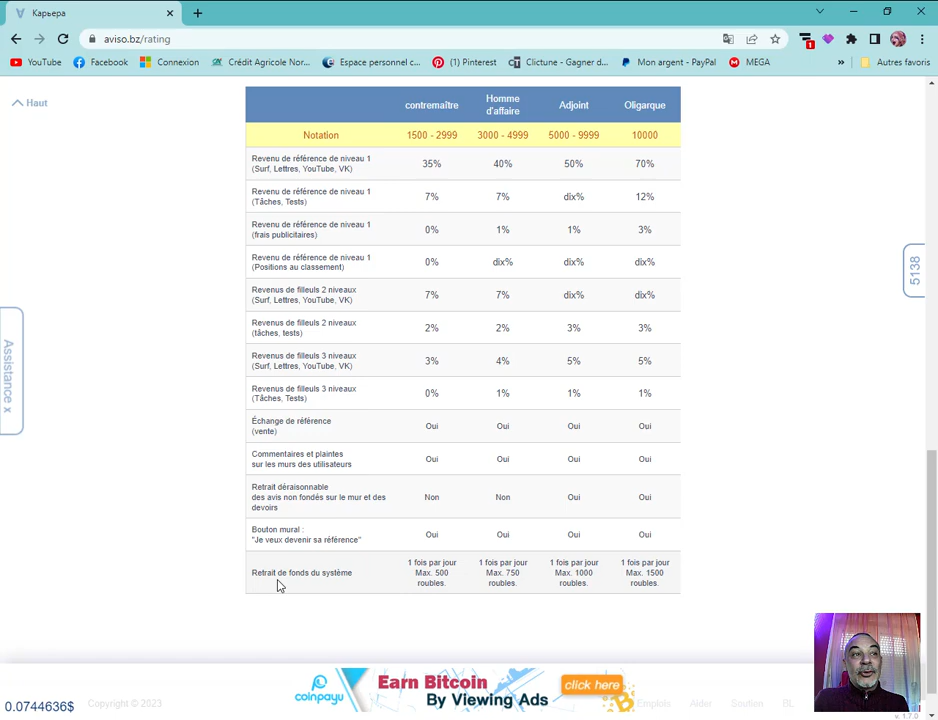 Карьера
aviso.bz/rating
1
YouTube
Facebook
Connexion
Crédit Agricole Nor...
Espace personnel c...
(1) Pinterest
Clictune - Gagner d...
Mon argent - PayPal
MEGA
»
Autres favoris
Haut
contremaître
Homme
d'affaire
Adjoint
Oligarque
Notation
1500 - 2999
3000 - 4999
5000 - 9999
10000
Revenu de référence de niveau 1
(Surf, Lettres, YouTube, VK)
35%
40%
50%
70%
Revenu de référence de niveau 1
(Tâches, Tests)
7%
7%
dix%
12%
Revenu de référence de niveau 1
(frais publicitaires)
0%
1%
1%
3%
Revenu de référence de niveau 1
(Positions au classement)
0%
dix%
dix%
dix%
Revenus de filleuls 2 niveaux
(Surf, Lettres, YouTube, VK)
7%
7%
dix%
dix%
Revenus de filleuls 2 niveaux
(tâches, tests)
2%
2%
3%
3%
Revenus de filleuls 3 niveaux
(Surf, Lettres, YouTube, VK)
3%
4%
5%
5%
Revenus de filleuls 3 niveaux
(Tâches, Tests)
0%
1%
1%
1%
Échange de référence
(vente)
Oui
Oui
Oui
Oui
Commentaires et plaintes
sur les murs des utilisateurs
Oui
Oui
Oui
Oui
Retrait déraisonnable
des avis non fondés sur le mur et des
devoirs
Non
Non
Oui
Oui
Bouton mural :
"Je veux devenir sa référence"
Oui
Oui
Oui
Oui
Retrait de fonds du système
1 fois par jour
Max. 500
roubles.
1 fois par jour
Max. 750
roubles.
1 fois par jour
Max. 1000
roubles.
1 fois par jour
Max. 1500
roubles.
5138
Assistance x
coinpayu
Earn Bitcoin
By Viewing Ads
click here
0.0744636$
Copyright © 2023
Emplois
Aider
Soutien
BL
v. 1.7.0